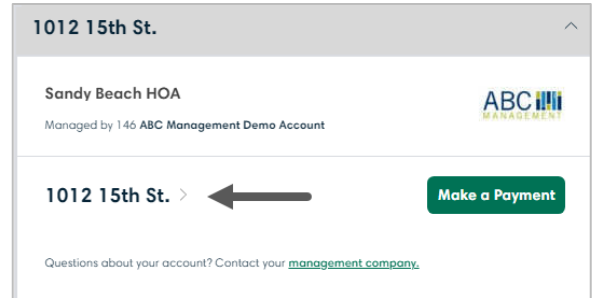 1012 15th St.
Sandy Beach HOA
ABC
MANAGEMENT
Managed by 146 ABC Management Demo Account
1012 15th St. >
Make a Payment
Questions about your account? Contact your management company.